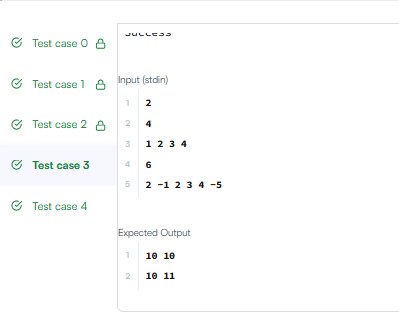 Test case 0
Test case 1
Test case 2
Test case 3
Test case 4
Success
Input (stdin)
1 2
2 4
3 1 2 3 4
4 6
5 2 -1 2 3 4 -5
Expected Output
1 10 10
2 10 11